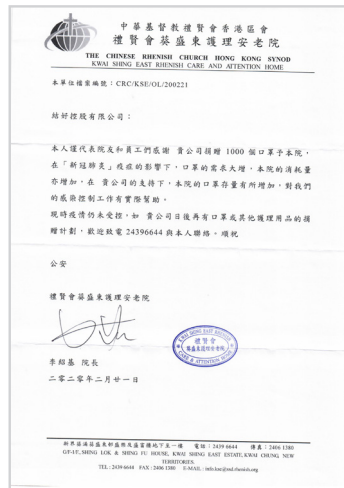 中華基督教禮賢會香港區會
禮賢會葵盛東護理安老院
THE CHINESE RHENISH CHURCH HONG KONG SYNOD
KWAI SHING EAST RHENISH CARE AND ATTENTION HOME
本單位檔案編號：CRC/KSE/OL/200221
結好控股有限公司：
本人謹代表院友和員工們感謝 貴公司捐贈 1000 個口罩予本院，
在「新冠肺炎」疫症的影響下，口罩的需求大增，本院的消耗量
亦增加，在 貴公司的支持下，本院的口罩存量有所增加，對我們
的感染控制工作有實際幫助。
現時疫情仍未受控，如 貴公司日後再有口罩或其他護理用品的捐
贈計劃，歡迎致電 24396644 與本人聯絡。順祝
公安
禮賢會葵盛東護理安老院
KWAI SHING EAST RHENISH
禮賢會
葵盛東護理安老院
CARE & ATTENTION HOME
李紹基 院長
二零二零年二月廿一日
新界葵涌葵盛東邨盛樂及盛富樓地下至一樓 電話：2439 6644 傳真：2406 1380
G/F-1/F., SHING LOK & SHING FU HOUSE, KWAI SHING EAST ESTATE, KWAI CHUNG, NEW
TERRITORIES.
TEL : 2439 6644 FAX : 2406 1380 E-MAIL : info.kse@